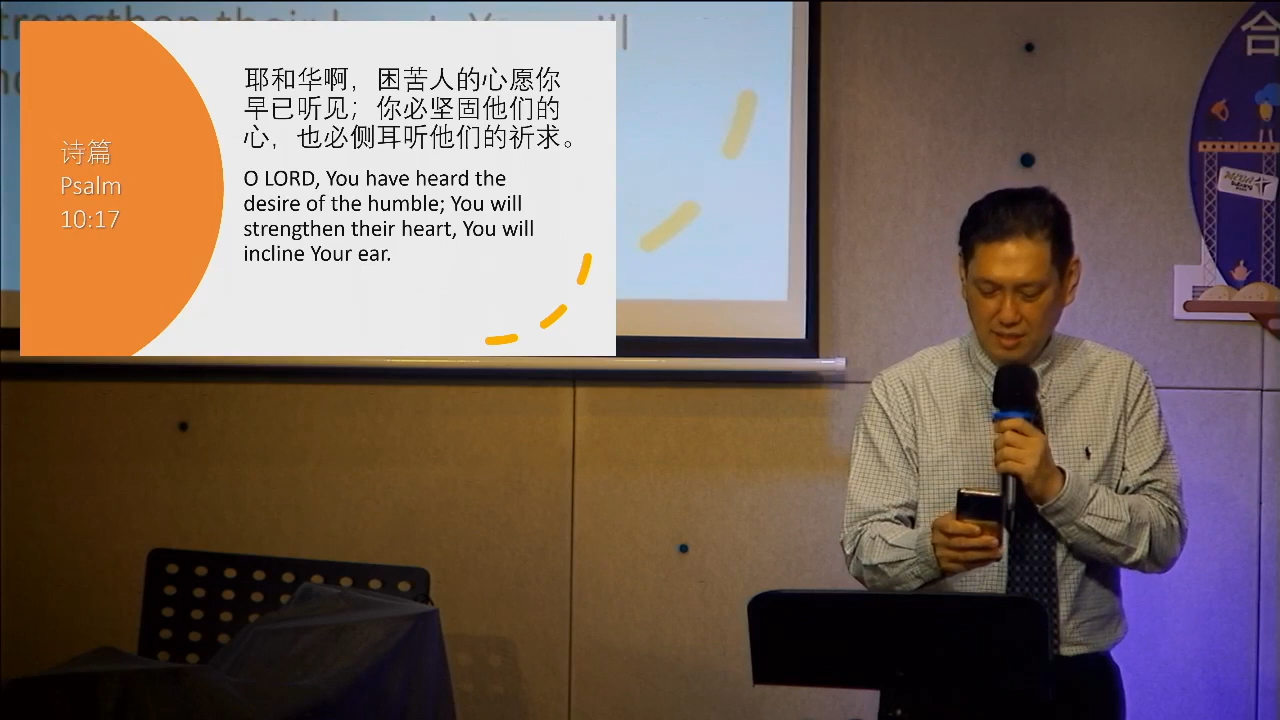 诗篇
Psalm
10:17
耶和华啊，困苦人的心愿你
早已听见；你必坚固他们的
心，也必侧耳听他们的祈求。
O LORD, You have heard the
desire of the humble; You will
strengthen their heart, You will
incline Your ear.
合